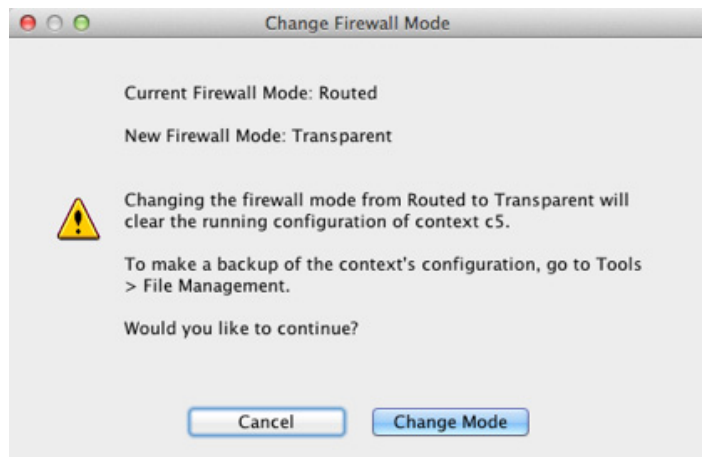 Change Firewall Mode
Current Firewall Mode: Routed
New Firewall Mode: Transparent
Changing the firewall mode from Routed to Transparent will
clear the running configuration of context c5.
To make a backup of the context's configuration, go to Tools
> File Management.
Would you like to continue?
Cancel
Change Mode